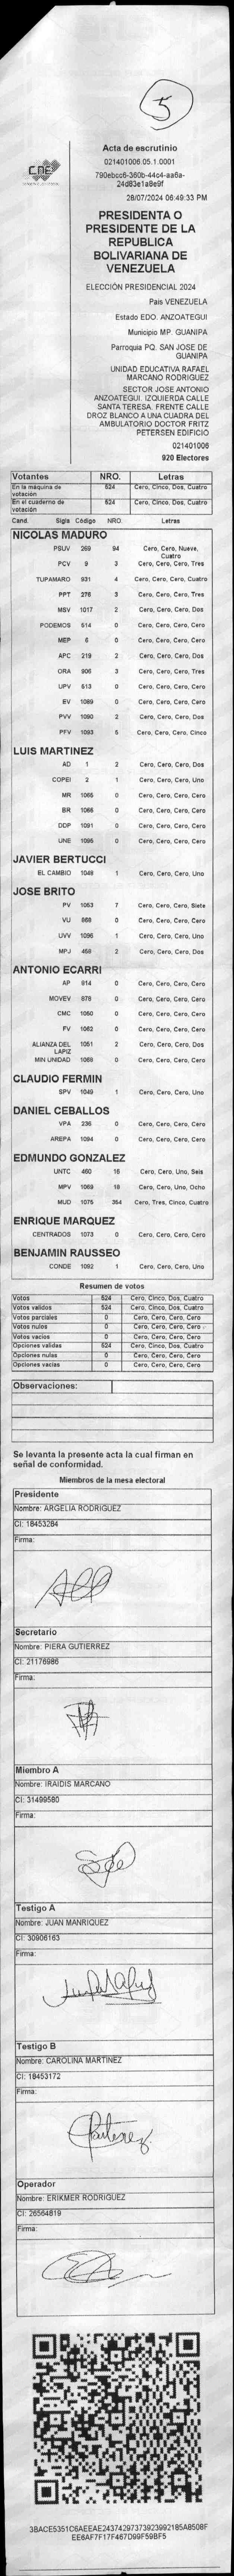 5
CNE
Acta de escrutinio
021401006.05.1.0001
790ebcc6-360b-44c4-aa6a-
24d83e1a8e9f
28/07/2024 06:49:33 PM
PRESIDENTA O
PRESIDENTE DE LA
REPUBLICA
BOLIVARIANA DE
VENEZUELA
ELECCIÓN PRESIDENCIAL 2024
Pais VENEZUELA
Estado EDO. ANZOATEGUI
Municipio MP. GUANIPA
Parroquia PQ. SAN JOSE DE
GUANIPA
UNIDAD EDUCATIVA RAFAEL
MARCANO RODRIGUEZ
SECTOR JOSE ANTONIO
ANZOATEGUI. IZQUIERDA CALLE
SANTA TERESA. FRENTE CALLE
DROZ BLANCO A UNA CUADRA DEL
AMBULATORIO DOCTOR FRITZ
PETERSEN EDIFICIO
021401006
920 Electores
Votantes NRO. Letras
En la máquina de votación 524 Cero, Cinco, Dos, Cuatro
En el cuaderno de votación 524 Cero, Cinco, Dos, Cuatro
Cand. Sigla Código NRO. Letras
NICOLAS MADURO
PSUV 269 94 Cero, Cero, Nueve, Cuatro
PCV 9 3 Cero, Cero, Cero, Tres
TUPAMARO 931 4 Cero, Cero, Cero, Cuatro
PPT 276 3 Cero, Cero, Cero, Tres
MSV 1017 2 Cero, Cero, Cero, Dos
PODEMOS 514 0 Cero, Cero, Cero, Cero
MEP 6 0 Cero, Cero, Cero, Cero
APC 219 2 Cero, Cero, Cero, Dos
ORA 906 3 Cero, Cero, Cero, Tres
UPV 513 0 Cero, Cero, Cero, Cero
EV 1089 0 Cero, Cero, Cero, Cero
PVV 1090 2 Cero, Cero, Cero, Dos
PFV 1093 5 Cero, Cero, Cero, Cinco
LUIS MARTINEZ
AD 1 2 Cero, Cero, Cero, Dos
COPEI 2 1 Cero, Cero, Cero, Uno
MR 1065 0 Cero, Cero, Cero, Cero
BR 1066 0 Cero, Cero, Cero, Cero
DDP 1091 0 Cero, Cero, Cero, Cero
UNE 1095 0 Cero, Cero, Cero, Cero
JAVIER BERTUCCI
EL CAMBIO 1048 1 Cero, Cero, Cero, Uno
JOSE BRITO
PV 1053 7 Cero, Cero, Cero, Siete
VU 868 0 Cero, Cero, Cero, Cero
UVV 1096 1 Cero, Cero, Cero, Uno
MPJ 458 2 Cero, Cero, Cero, Dos
ANTONIO ECARRI
AP 914 0 Cero, Cero, Cero, Cero
MOVEV 876 0 Cero, Cero, Cero, Cero
CMC 1050 0 Cero, Cero, Cero, Cero
FV 1062 0 Cero, Cero, Cero, Cero
ALIANZA DEL LAPIZ 1051 2 Cero, Cero, Cero, Dos
MIN UNIDAD 1068 0 Cero, Cero, Cero, Cero
CLAUDIO FERMIN
SPV 1049 1 Cero, Cero, Cero, Uno
DANIEL CEBALLOS
VPA 236 0 Cero, Cero, Cero, Cero
AREPA 1094 0 Cero, Cero, Cero, Cero
EDMUNDO GONZALEZ
UNTC 460 16 Cero, Cero, Uno, Seis
MPV 1069 18 Cero, Cero, Uno, Ocho
MUD 1075 354 Cero, Tres, Cinco, Cuatro
ENRIQUE MARQUEZ
CENTRADOS 1073 0 Cero, Cero, Cero, Cero
BENJAMIN RAUSSEO
CONDE 1092 1 Cero, Cero, Cero, Uno
Resumen de votos
Votos 524 Cero, Cinco, Dos, Cuatro
Votos validos 524 Cero, Cinco, Dos, Cuatro
Votos parciales 0 Cero, Cero, Cero, Cero
Votos nulos 0 Cero, Cero, Cero, Cero
Votos vacios 0 Cero, Cero, Cero, Cero
Opciones validas 524 Cero, Cinco, Dos, Cuatro
Opciones nulas 0 Cero, Cero, Cero, Cero
Opciones vacias 0 Cero, Cero, Cero, Cero
Observaciones:
Se levanta la presente acta la cual firman en
señal de conformidad.
Miembros de la mesa electoral
Presidente
Nombre: ARGELIA RODRIGUEZ
CI: 18453284
Firma:
Secretario
Nombre: PIERA GUTIERREZ
CI: 21176986
Firma:
Miembro A
Nombre: IRAIDIS MARCANO
CI: 31499580
Firma:
Testigo A
Nombre: JUAN MANRIQUEZ
CI: 30906163
Firma:
Testigo B
Nombre: CAROLINA MARTINEZ
CI: 18453172
Firma:
Operador
Nombre: ERIKMER RODRIGUEZ
CI: 26564819
Firma:
3BACE5351C6AEEAE24374297373923992185A8508F
EE6AF7F17F467D99F59BF5